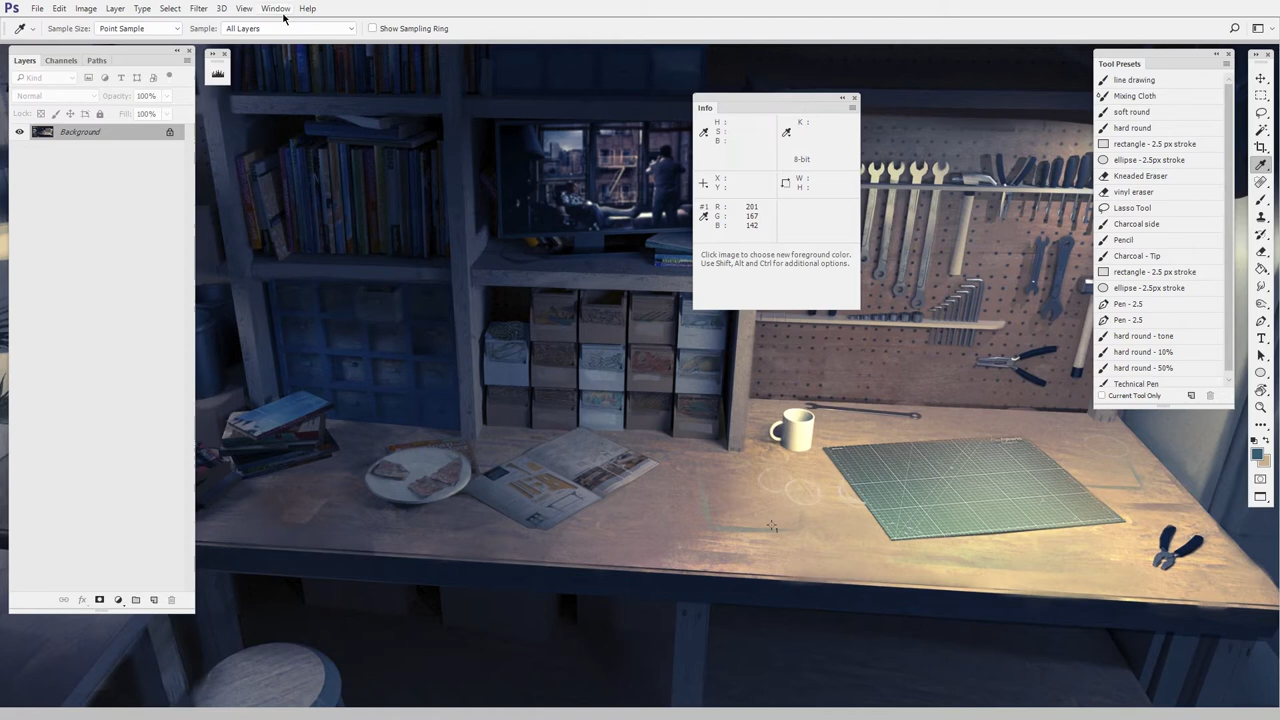 Ps File Edit Image Layer Type Select Filter 3D View Window Help
Sample Size: Point Sample Sample: All Layers Show Sampling Ring
Layers Channels Paths
Kind
Normal Opacity: 100%
Lock: Fill: 100%
Background
fx
Info
H :
S :
B :
K :
8-bit
X :
Y :
W :
H :
#1 R : 201
G : 167
B : 142
Click image to choose new foreground color.
Use Shift, Alt and Ctrl for additional options.
Tool Presets
line drawing
Mixing Cloth
soft round
hard round
rectangle - 2.5px stroke
ellipse - 2.5px stroke
Kneaded Eraser
vinyl eraser
Lasso Tool
Charcoal side
Pencil
Charcoal - Tip
rectangle - 2.5 px stroke
ellipse - 2.5px stroke
Pen - 2.5
Pen - 2.5
hard round - tone
hard round - 10%
hard round - 50%
Technical Pen
Current Tool Only